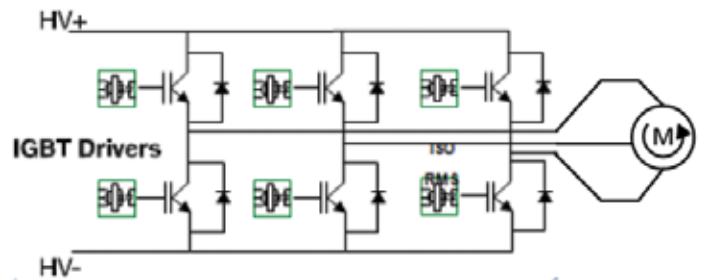 HV+
IGBT Drivers
M
ISO
RMS
HV-